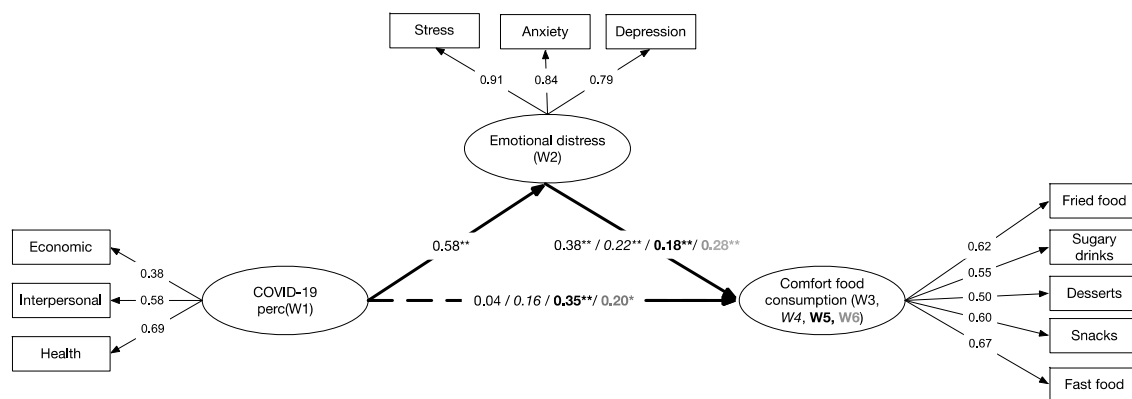 Stress
Anxiety
Depression
0.91
0.84
0.79
Emotional distress
(W2)
Fried food
Economic
0.58**
0.38** / 0.22** / 0.18**/ 0.28**
0.62
Sugary
drinks
0.38
0.55
Interpersonal
0.58
COVID-19
perc(W1)
0.04 / 0.16 / 0.35**/ 0.20*
Comfort food
consumption (W3,
W4, W5, W6)
0.50
Desserts
0.69
0.60
Snacks
Health
0.67
Fast food